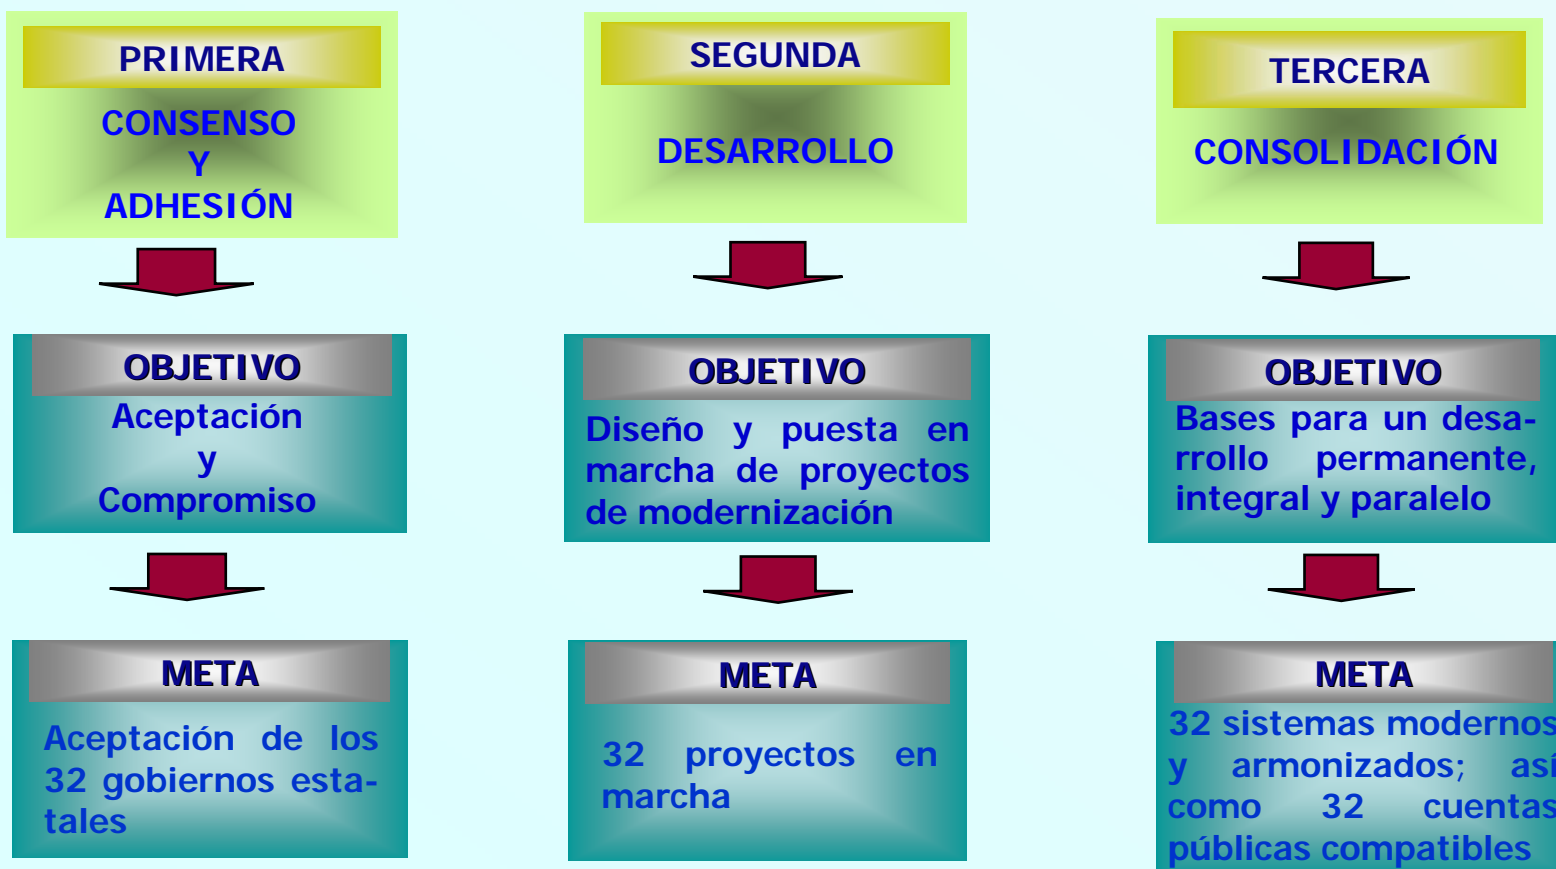 PRIMERA
CONSENSO
Y
ADHESIÓN
OBJETIVO
Aceptación
y
Compromiso
META
Aceptación de los
32 gobiernos esta-
tales
SEGUNDA
DESARROLLO
OBJETIVO
Diseño y puesta en
marcha de proyectos
de modernización
META
32 proyectos en
marcha
TERCERA
CONSOLIDACIÓN
OBJETIVO
Bases para un desa-
rrollo permanente,
integral y paralelo
META
32 sistemas modernos
y armonizados; así
como 32 cuentas
públicas compatibles